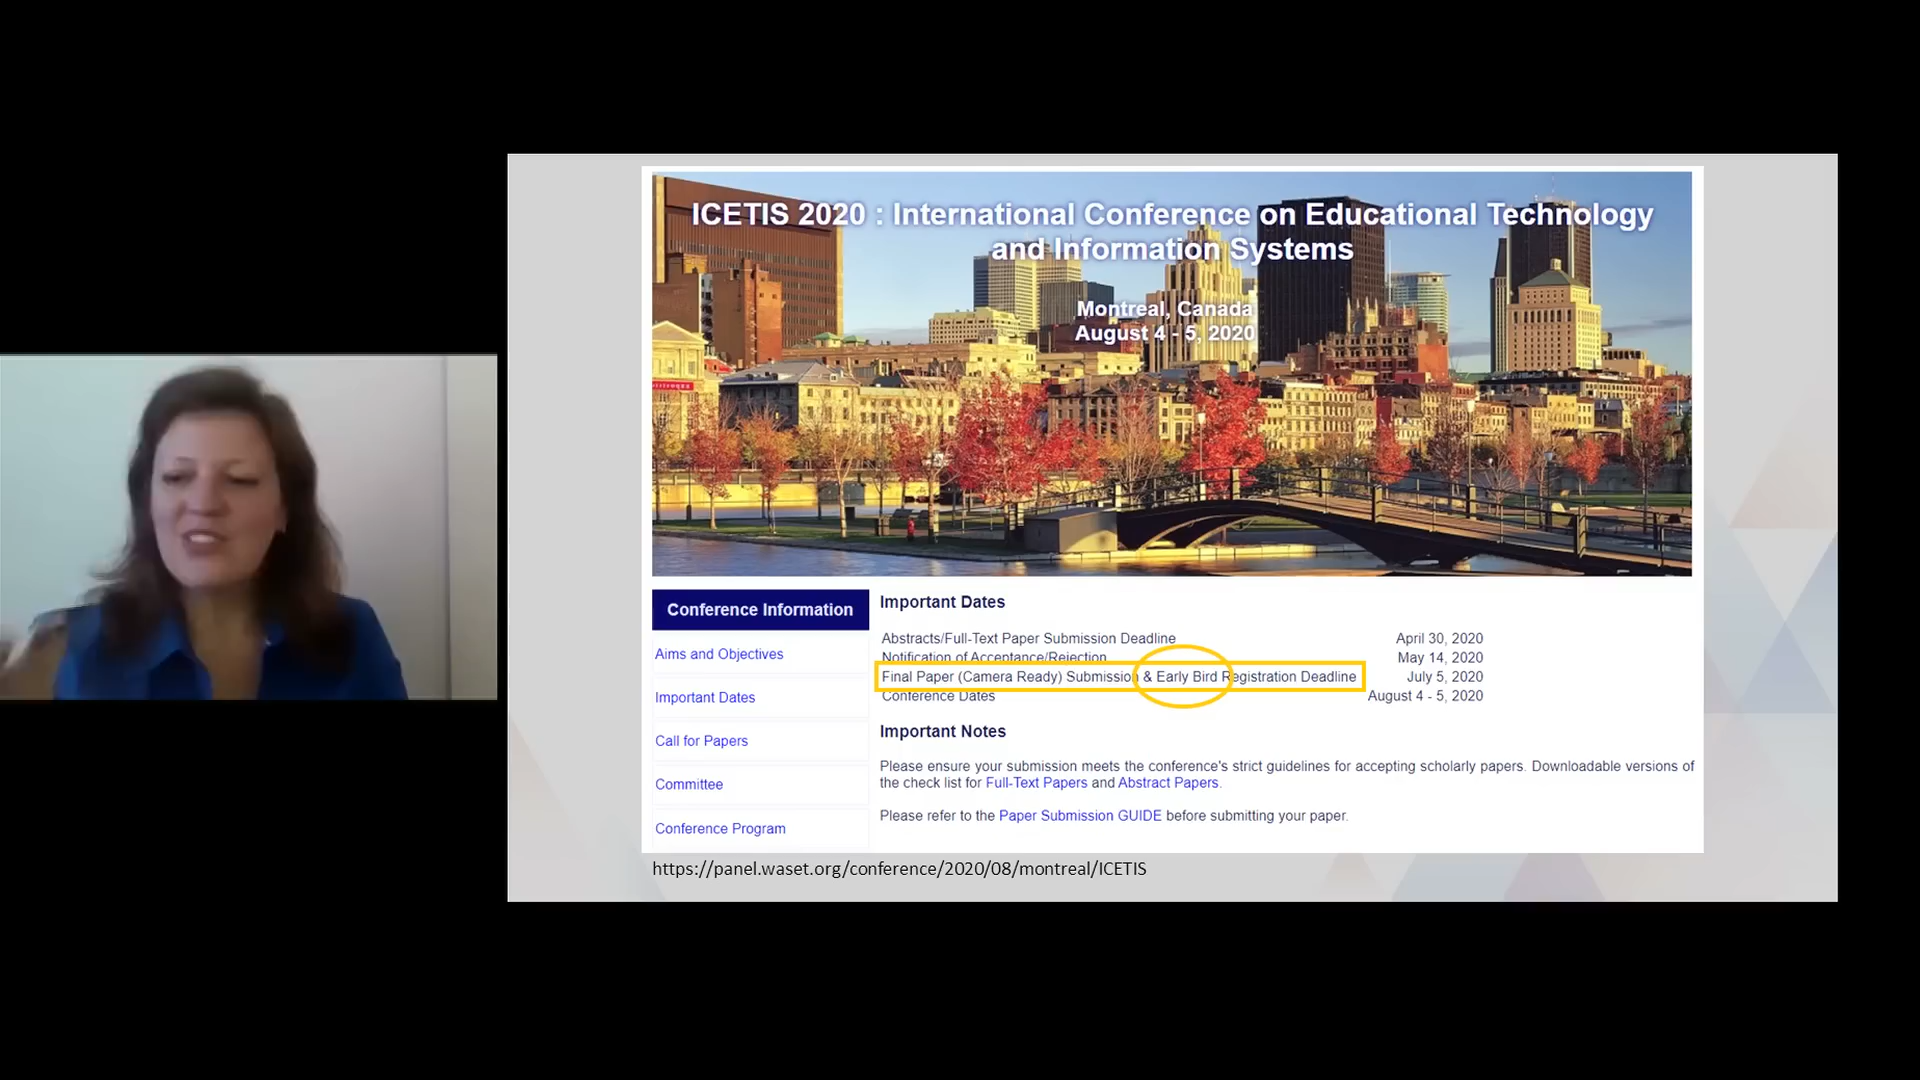 ICETIS 2020 : International Conference on Educational Technology
and Information Systems
Montreal, Canada
August 4 - 5, 2020
Conference Information
Aims and Objectives
Important Dates
Call for Papers
Committee
Conference Program
Important Dates
Abstracts/Full-Text Paper Submission Deadline April 30, 2020
Notification of Acceptance/Rejection May 14, 2020
Final Paper (Camera Ready) Submission & Early Bird Registration Deadline July 5, 2020
Conference Dates August 4 - 5, 2020
Important Notes
Please ensure your submission meets the conference's strict guidelines for accepting scholarly papers. Downloadable versions of
the check list for Full-Text Papers and Abstract Papers.
Please refer to the Paper Submission GUIDE before submitting your paper.
https://panel.waset.org/conference/2020/08/montreal/ICETIS